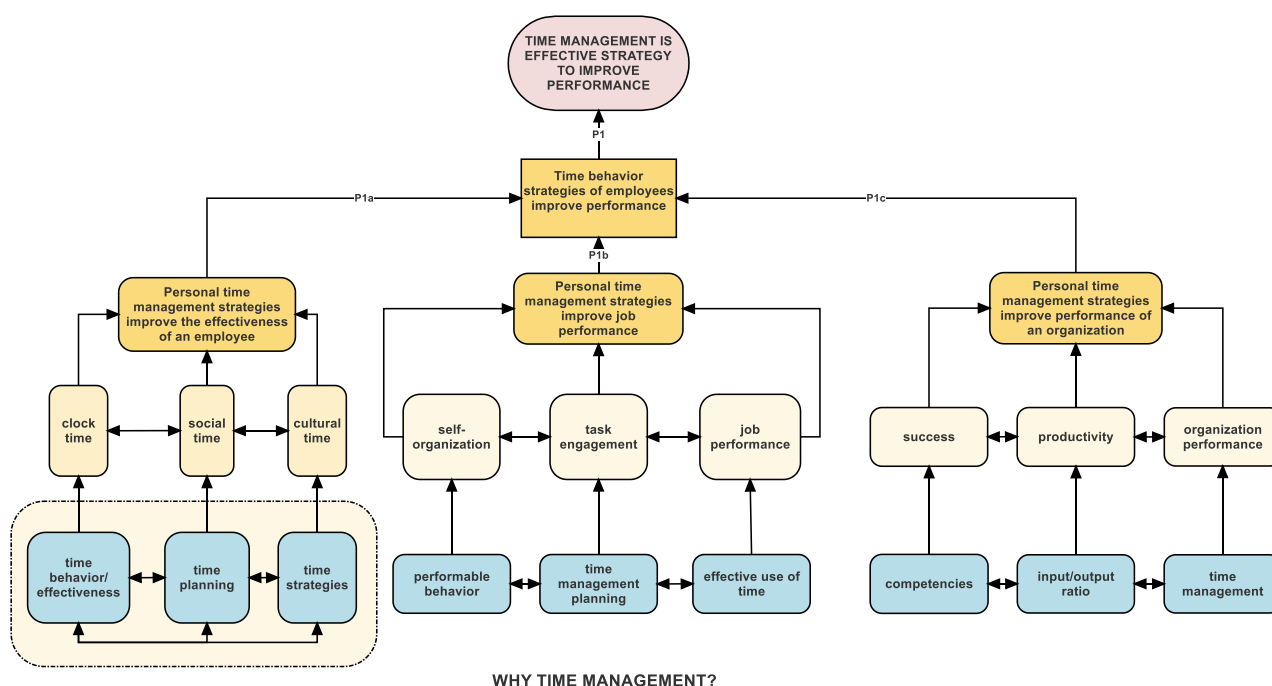 TIME MANAGEMENT IS
EFFECTIVE STRATEGY
TO IMPROVE
PERFORMANCE
P1
Time behavior
strategies of employees
improve performance
P1a
P1c
P1b
Personal time
management strategies
improve the effectiveness
of an employee
Personal time
management strategies
improve job
performance
Personal time
management strategies
improve performance of
an organization
clock
time
social
time
cultural
time
self-
organization
task
engagement
job
performance
success
productivity
organization
performance
time
behavior/
effectiveness
time
planning
time
strategies
performable
behavior
time
management
planning
effective use of
time
competencies
input/output
ratio
time
management
WHY TIME MANAGEMENT?